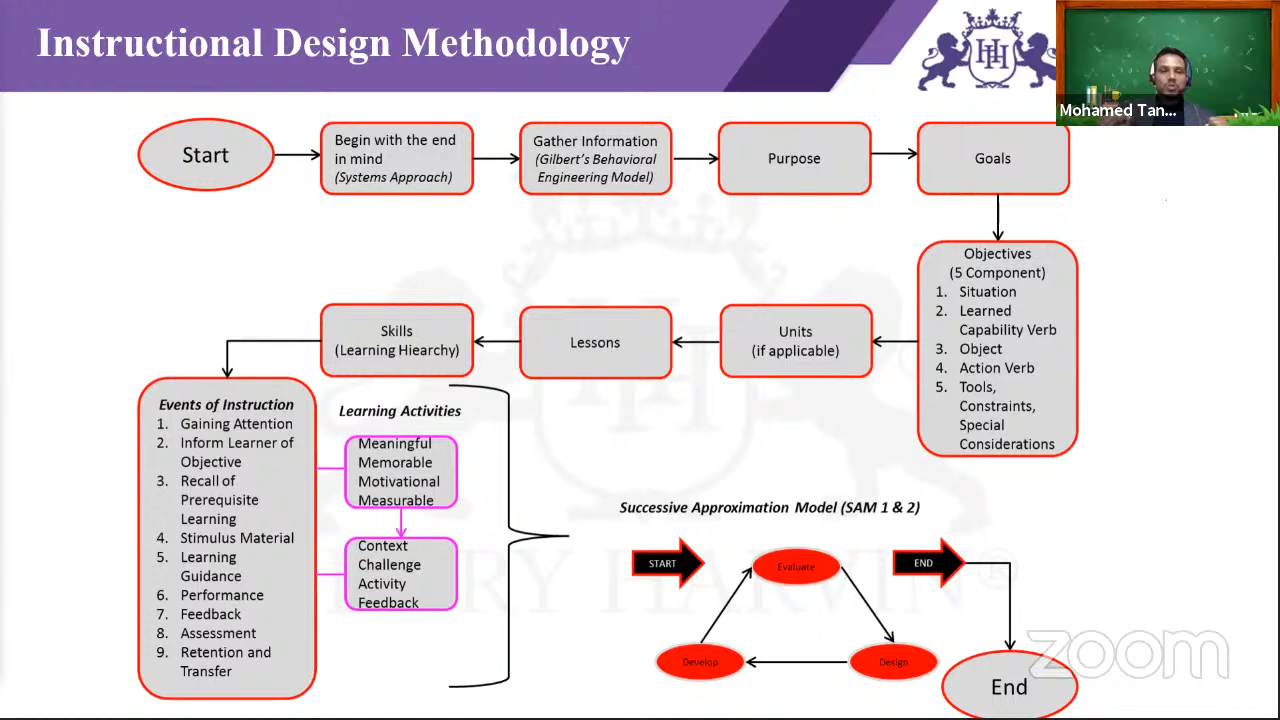 Instructional Design Methodology
HH
Mohamed Tan...
Start
Begin with the end
in mind
(Systems Approach)
Gather Information
(Gilbert's Behavioral
Engineering Model)
Purpose
Goals
Objectives
(5 Component)
1. Situation
2. Learned
Capability Verb
3. Object
4. Action Verb
5. Tools,
Constraints,
Special
Considerations
Units
(if applicable)
Lessons
Skills
(Learning Hiearchy)
Events of Instruction
1. Gaining Attention
2. Inform Learner of
Objective
3. Recall of
Prerequisite
Learning
4. Stimulus Material
5. Learning
Guidance
6. Performance
7. Feedback
8. Assessment
9. Retention and
Transfer
Learning Activities
Meaningful
Memorable
Motivational
Measurable
Context
Challenge
Activity
Feedback
Successive Approximation Model (SAM 1 & 2)
START
Evaluate
END
Develop
Design
End
HENRY HARVIN®
zoom